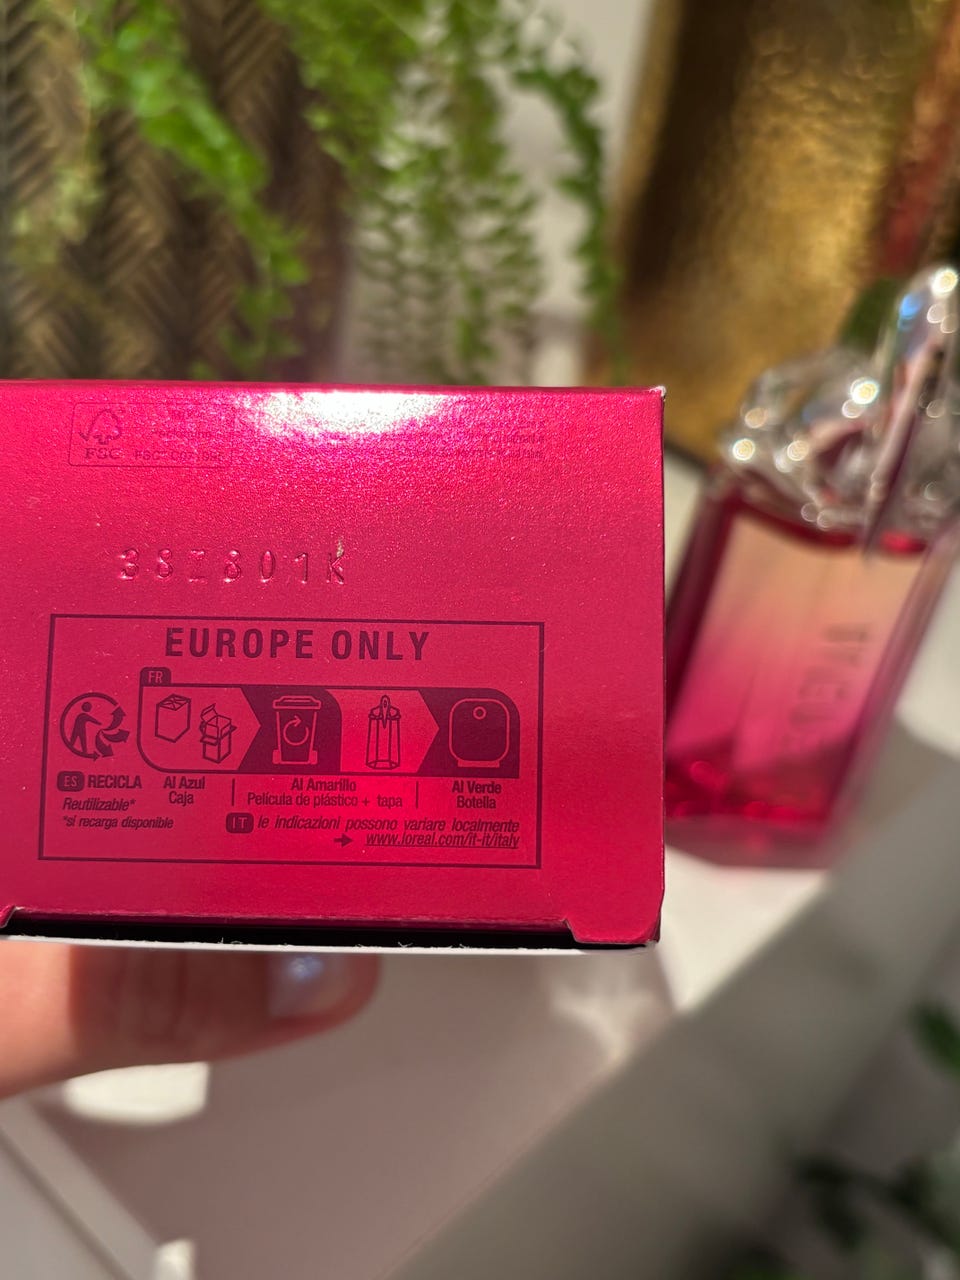 FSC
38Z801K
EUROPE ONLY
FR
ES RECICLA
Reutilizable*
*si recarga disponible
Al Azul
Caja
Al Amarillo
Película de plástico + tapa
Al Verde
Botella
IT le indicazioni possono variare localmente
www.loreal.com/it-it/italy